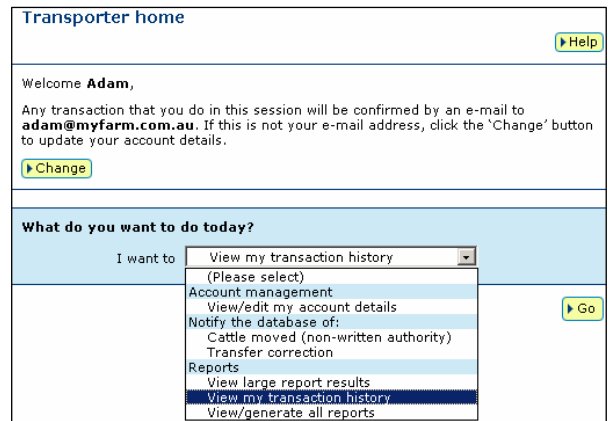 Transporter home
Help
Welcome Adam,
Any transaction that you do in this session will be confirmed by an e-mail to
adam@myfarm.com.au. If this is not your e-mail address, click the `Change' button
to update your account details.
Change
What do you want to do today?
I want to View my transaction history
(Please select)
Account management
View/edit my account details
Notify the database of:
Cattle moved (non-written authority)
Transfer correction
Reports
View large report results
View my transaction history
View/generate all reports
Go